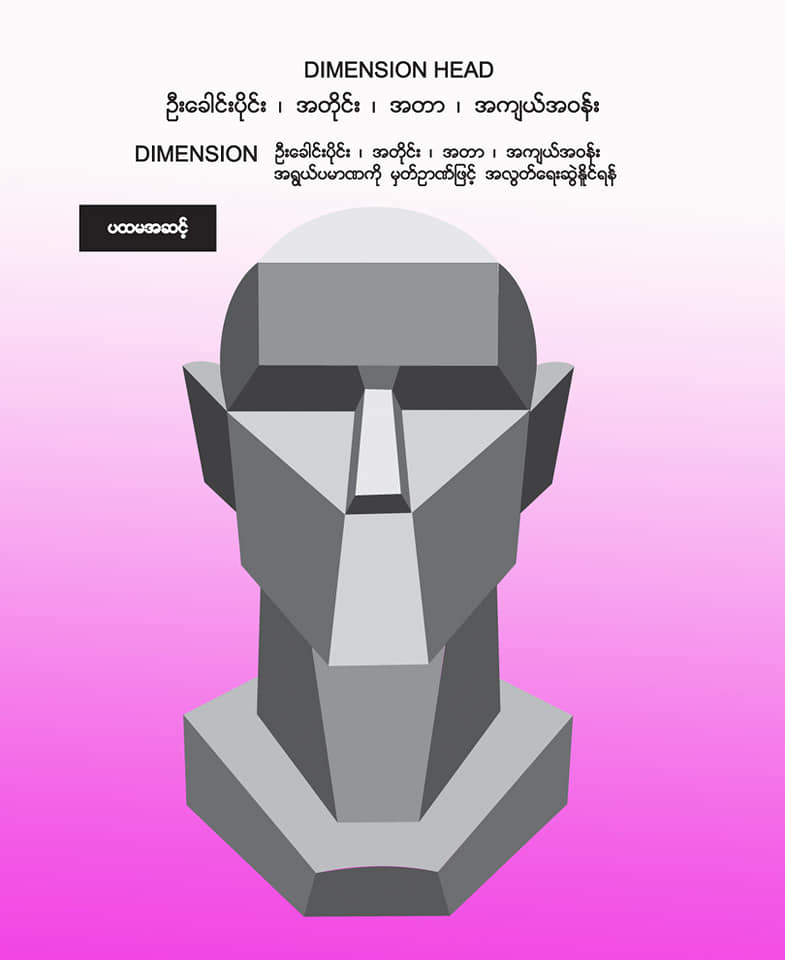 DIMENSION HEAD
ဦးခေါင်းပိုင်း ၊ အတိုင်း ၊ အတာ ၊ အကျယ်အဝန်း
DIMENSION ဦးခေါင်းပိုင်း ၊ အတိုင်း ၊ အတာ ၊ အကျယ်အဝန်း
အရွယ်ပမာဏကို မှတ်ဉာဏ်ဖြင့် အလွတ်ရေးဆွဲနိူင်ရန်
ပထမအဆင့်